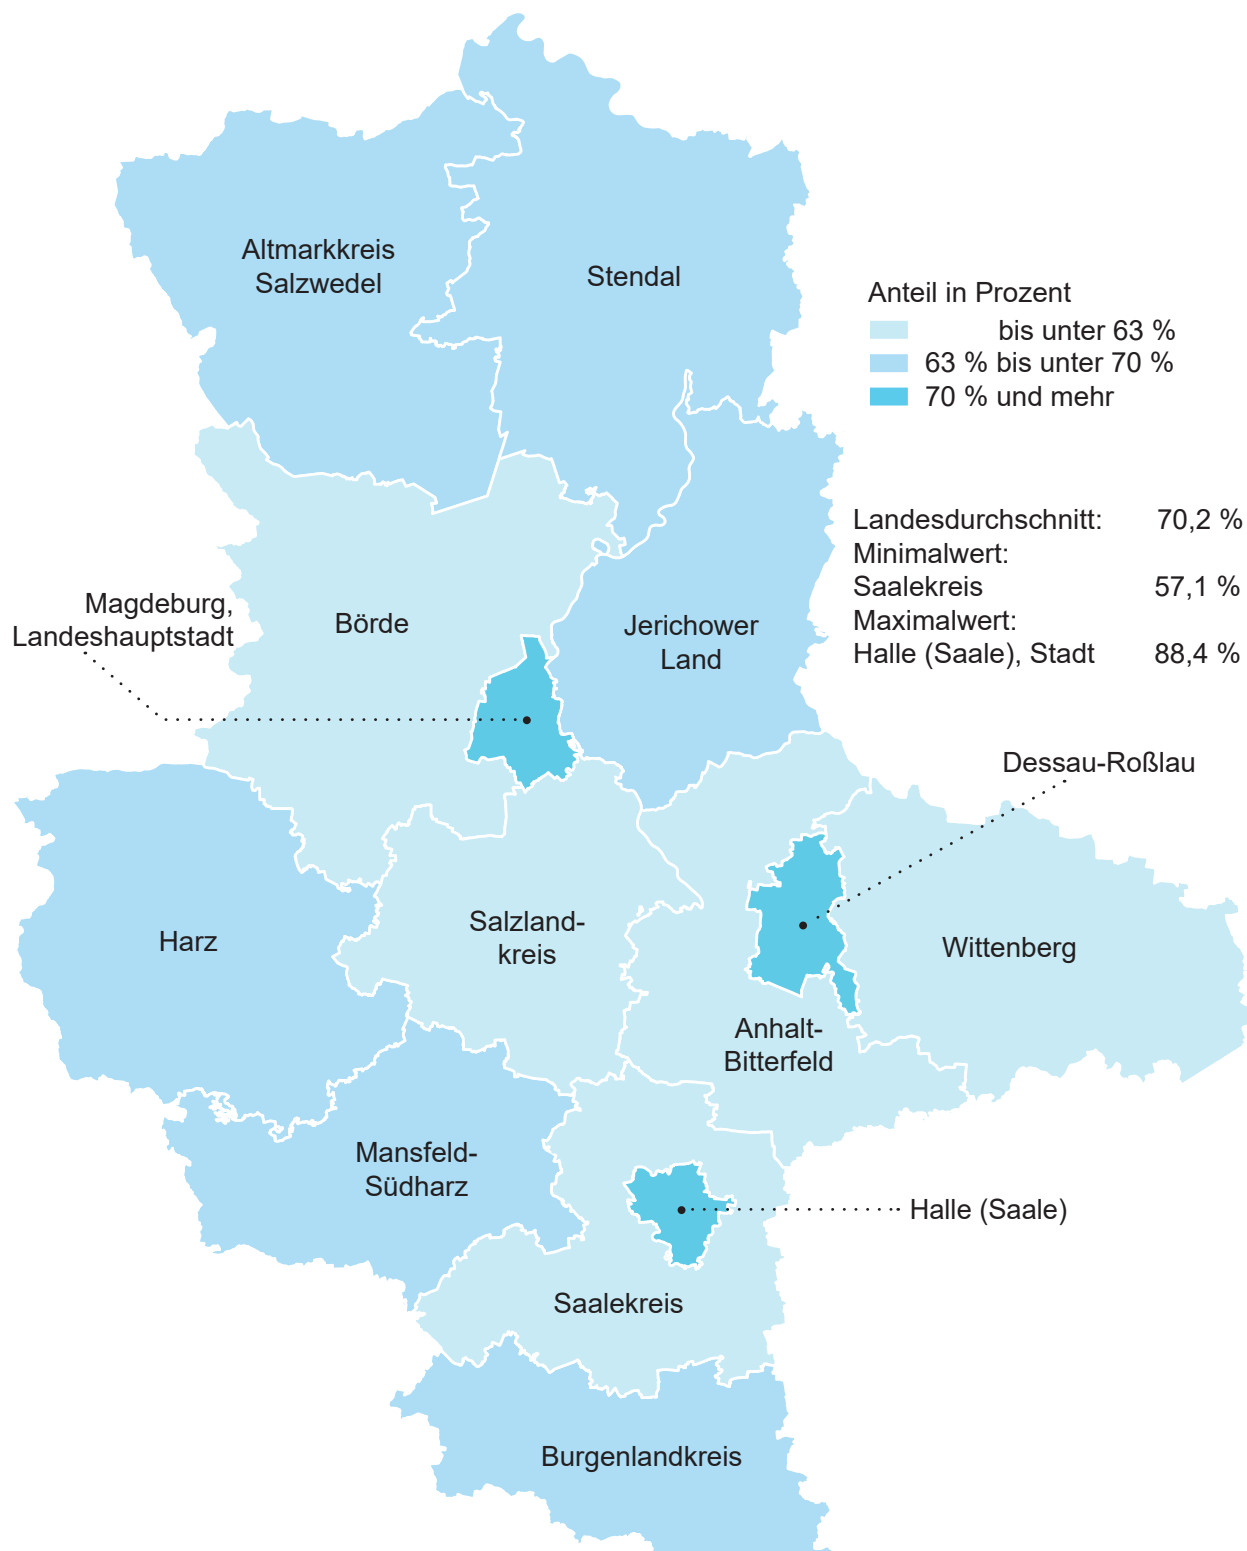 Altmarkkreis
Salzwedel
Stendal
Anteil in Prozent
bis unter 63 %
63 % bis unter 70 %
70 % und mehr
Landesdurchschnitt: 70,2 %
Minimalwert:
Saalekreis 57,1 %
Maximalwert:
Halle (Saale), Stadt 88,4 %
Magdeburg,
Landeshauptstadt
Börde
Jerichower
Land
Dessau-Roßlau
Harz
Salzland-
kreis
Wittenberg
Anhalt-
Bitterfeld
Mansfeld-
Südharz
Halle (Saale)
Saalekreis
Burgenlandkreis